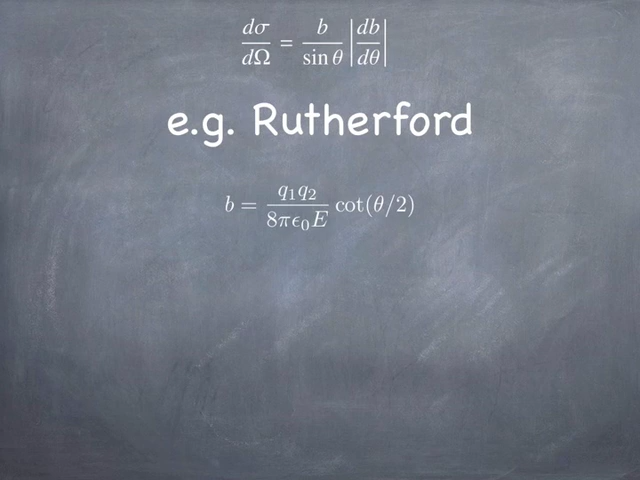 dσ/dΩ = b/sin θ |db/dθ|
e.g. Rutherford
b = q₁q₂/8πϵ₀E cot(θ/2)